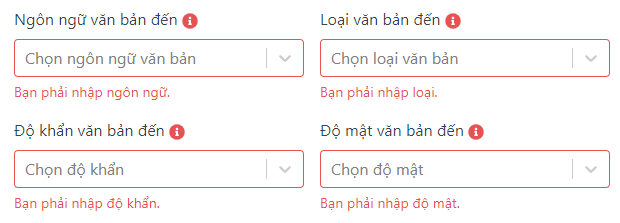 Ngôn ngữ văn bản đến
Loại văn bản đến
Chọn ngôn ngữ văn bản
Chọn loại văn bản
Bạn phải nhập ngôn ngữ.
Bạn phải nhập loại.
Độ khẩn văn bản đến
Độ mật văn bản đến
Chọn độ khẩn
Chọn độ mật
Bạn phải nhập độ khẩn.
Bạn phải nhập độ mật.